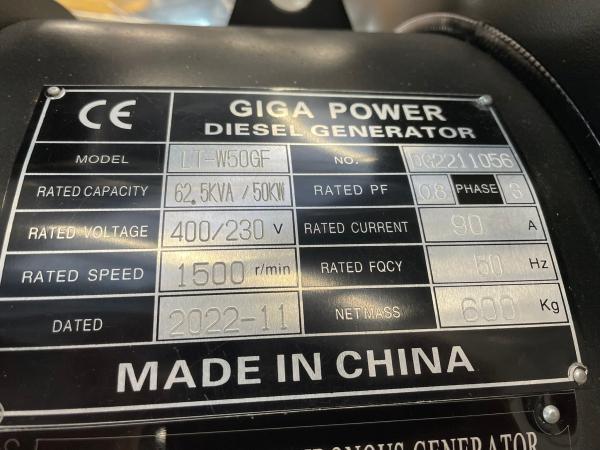 CE GIGA POWER
DIESEL GENERATOR
MODEL LT-W50GF NO. DG2211056
RATED CAPACITY 62.5KVA/50KW RATED PF 0.8 PHASE
RATED VOLTAGE 400/230 V RATED CURRENT 90 A
RATED SPEED 1500 r/min RATED FQCY 50 Hz
DATED 2022-11 NETMASS 600 Kg
MADE IN CHINA
GENERATOR